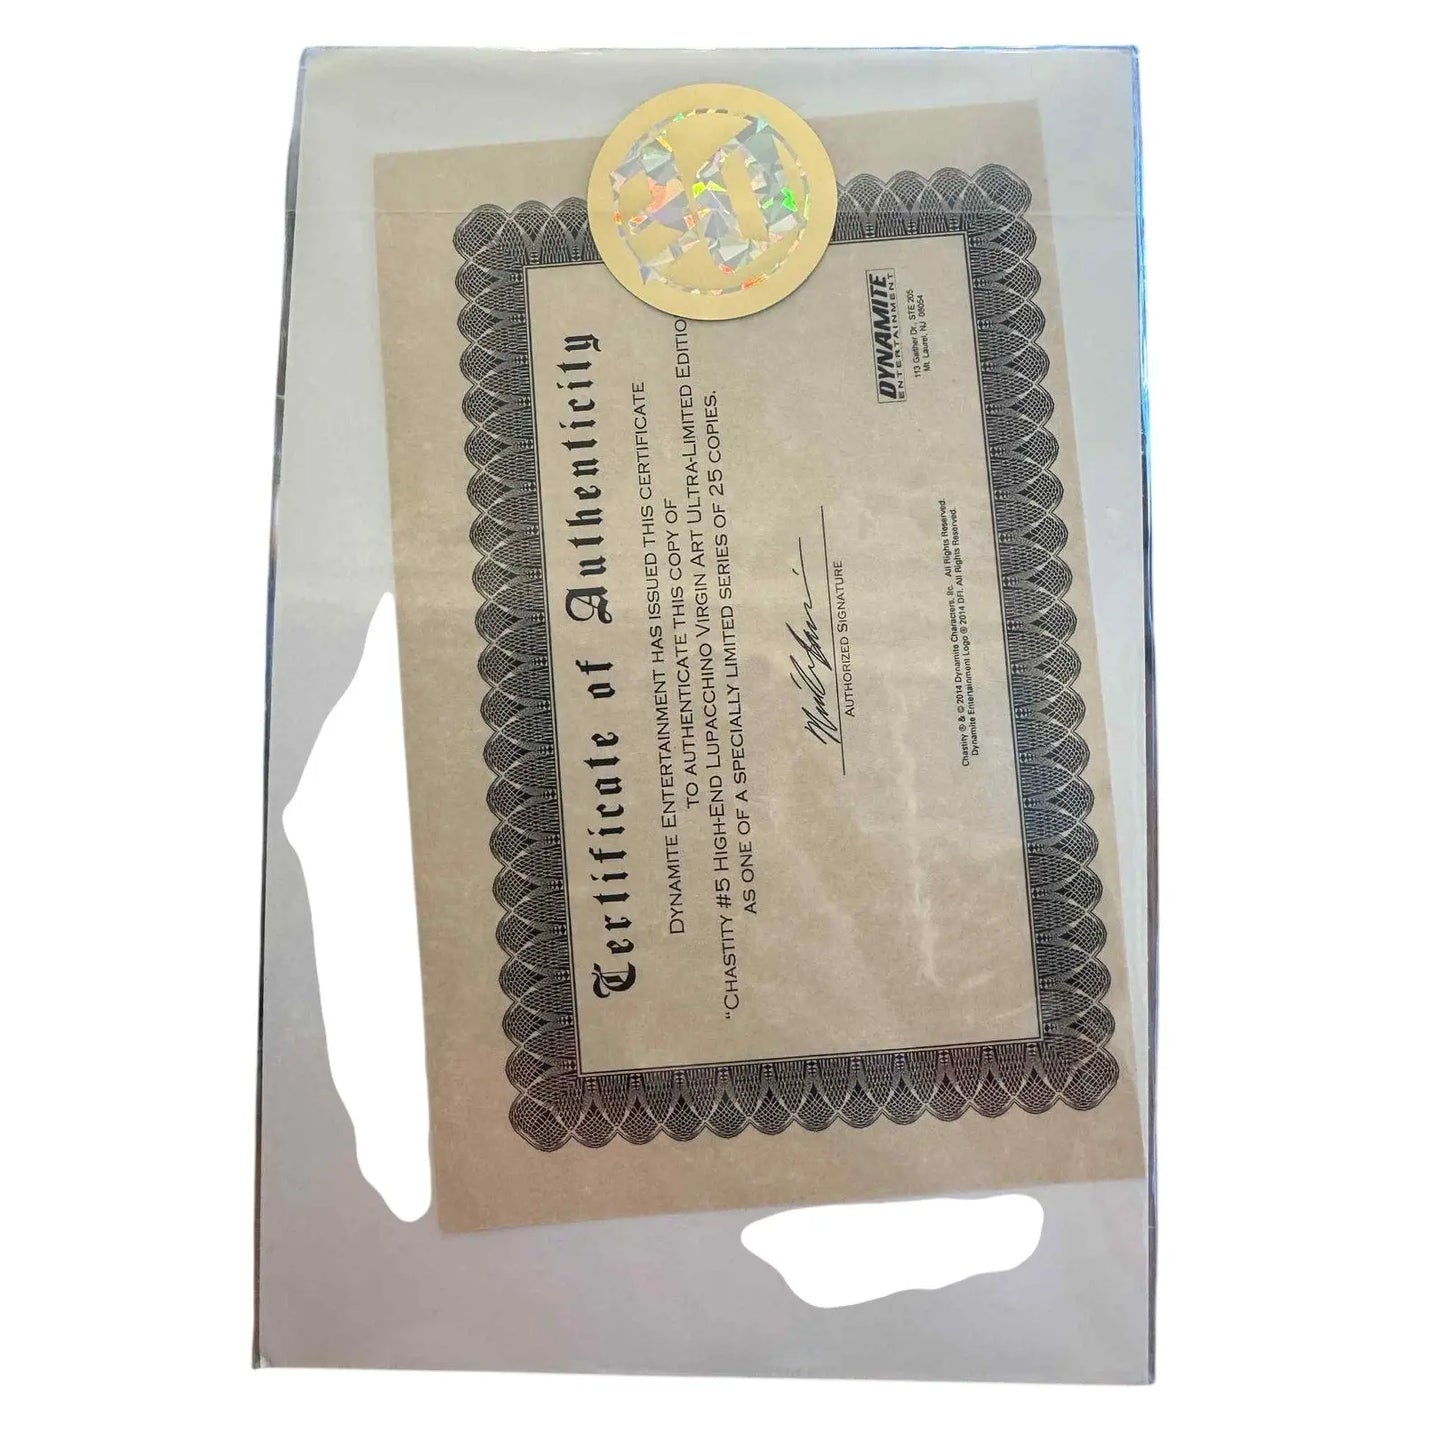 Certificate of Authenticity
DYNAMITE ENTERTAINMENT HAS ISSUED THIS CERTIFICATE
TO AUTHENTICATE THIS COPY OF
"CHASTITY #5 HIGH-END LUPACCHINO VIRGIN ART ULTRA-LIMITED EDITIO
AS ONE OF A SPECIALLY LIMITED SERIES OF 25 COPIES.
AUTHORIZED SIGNATURE
DYNAMITE
ENTERTAINMENT
113 Gaither Dr. STE 205
Mt. Laurel, NJ 08054
Chastity ® & © 2014 Dynamite Characters, llc. All Rights Reserved.
Dynamite Entertainment Logo ® 2014 DFI. All Rights Reserved.